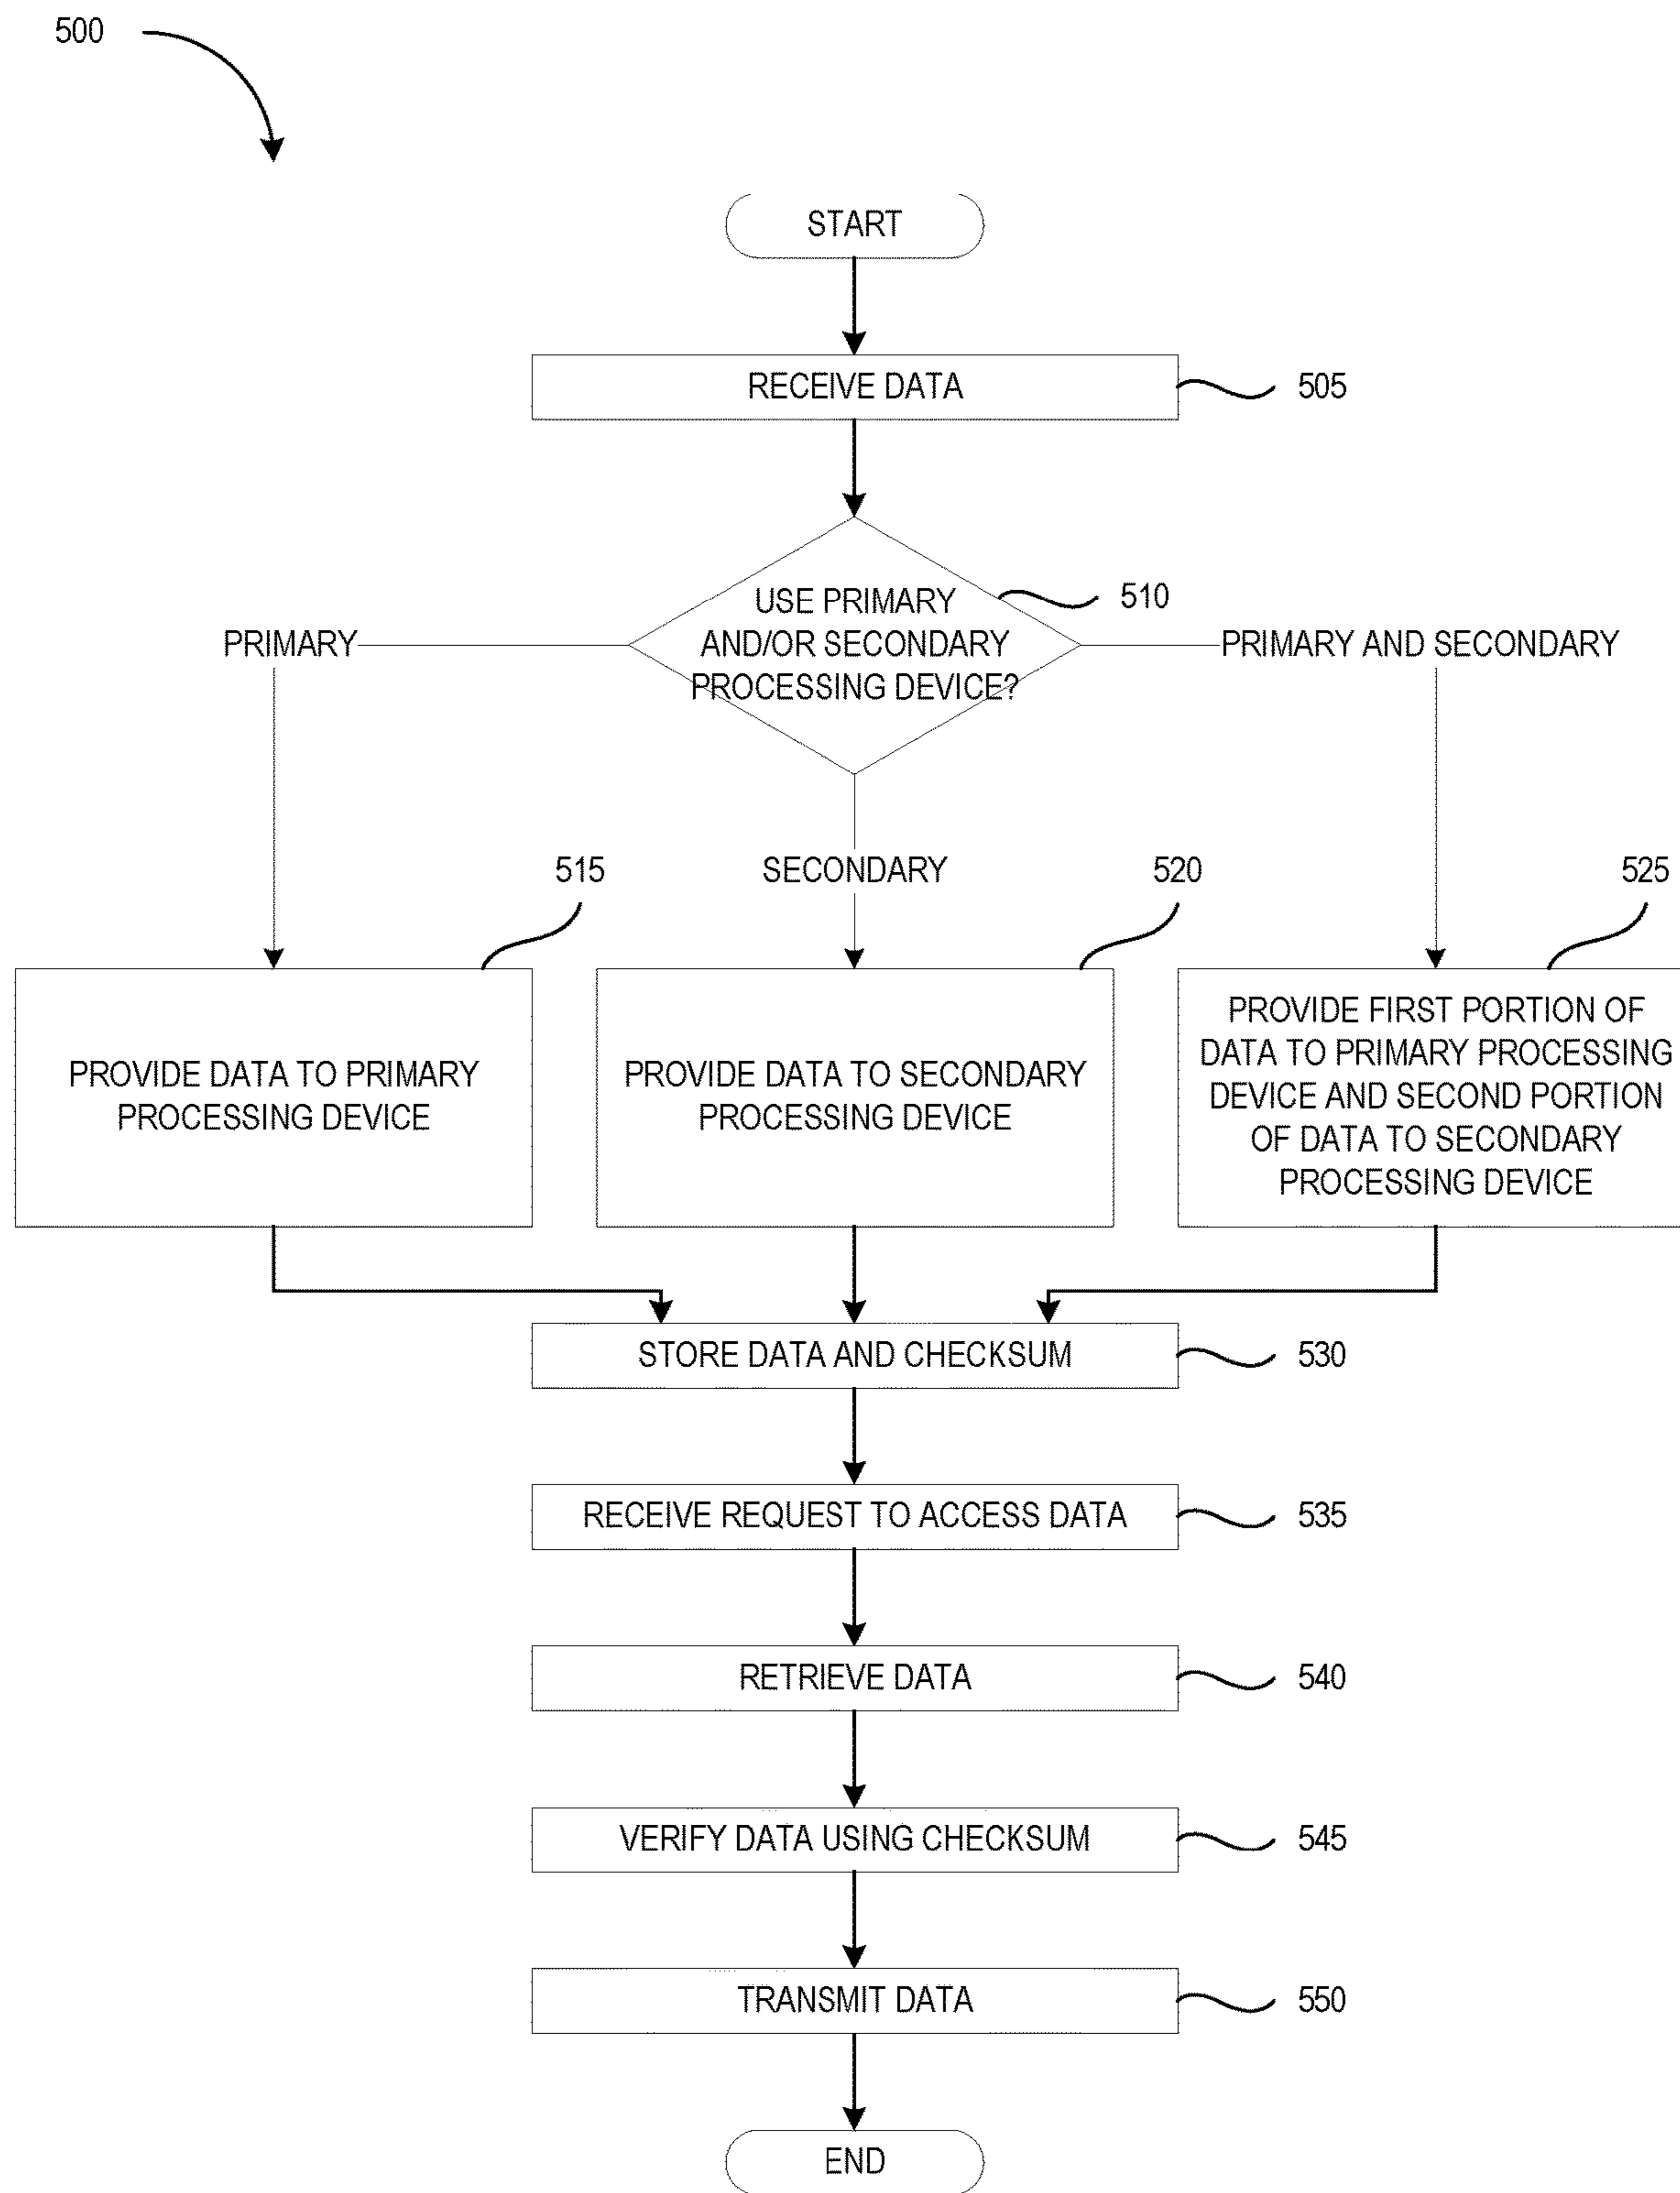 500
START
RECEIVE DATA
505
USE PRIMARY
AND/OR SECONDARY
PROCESSING DEVICE?
510
PRIMARY
PRIMARY AND SECONDARY
SECONDARY
515
520
525
PROVIDE DATA TO PRIMARY
PROCESSING DEVICE
PROVIDE DATA TO SECONDARY
PROCESSING DEVICE
PROVIDE FIRST PORTION OF
DATA TO PRIMARY PROCESSING
DEVICE AND SECOND PORTION
OF DATA TO SECONDARY
PROCESSING DEVICE
STORE DATA AND CHECKSUM
530
RECEIVE REQUEST TO ACCESS DATA
535
RETRIEVE DATA
540
VERIFY DATA USING CHECKSUM
545
TRANSMIT DATA
550
END